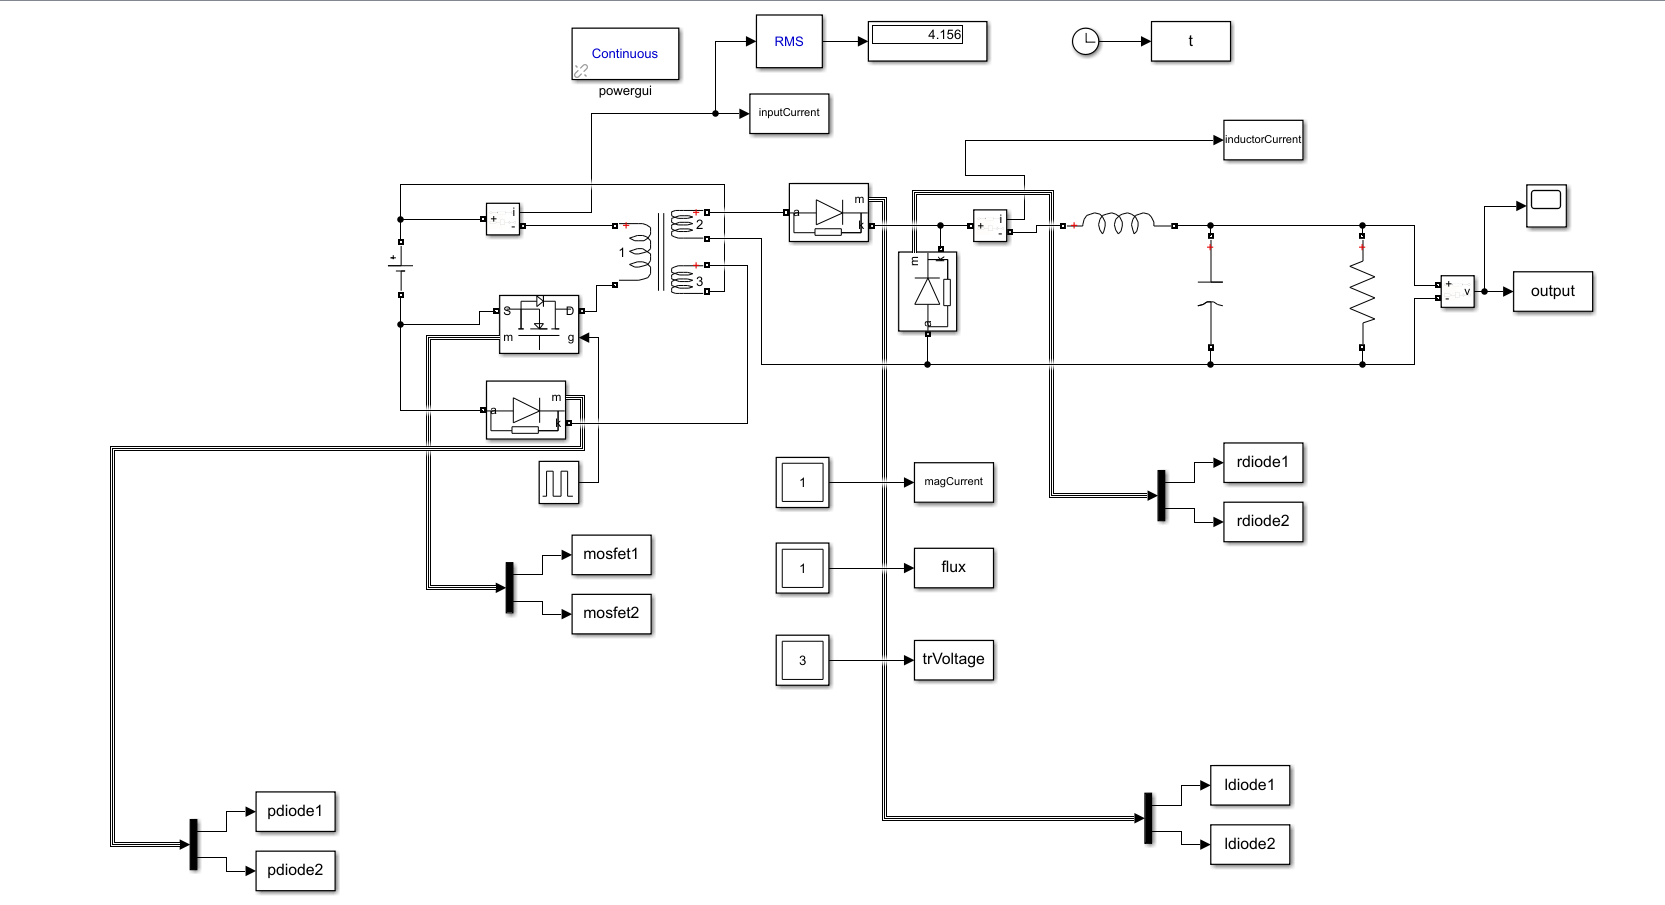 Continuous
powergui
RMS
4.156
t
inputCurrent
inductorCurrent
+
i
-
+
1
+
2
+
3
+
S
D
m
g
a
m
k
a
m
k
m
k
a
+
i
-
+
+
+
+
-
v
output
1
magCurrent
1
flux
3
trVoltage
rdiode1
rdiode2
mosfet1
mosfet2
ldiode1
ldiode2
pdiode1
pdiode2